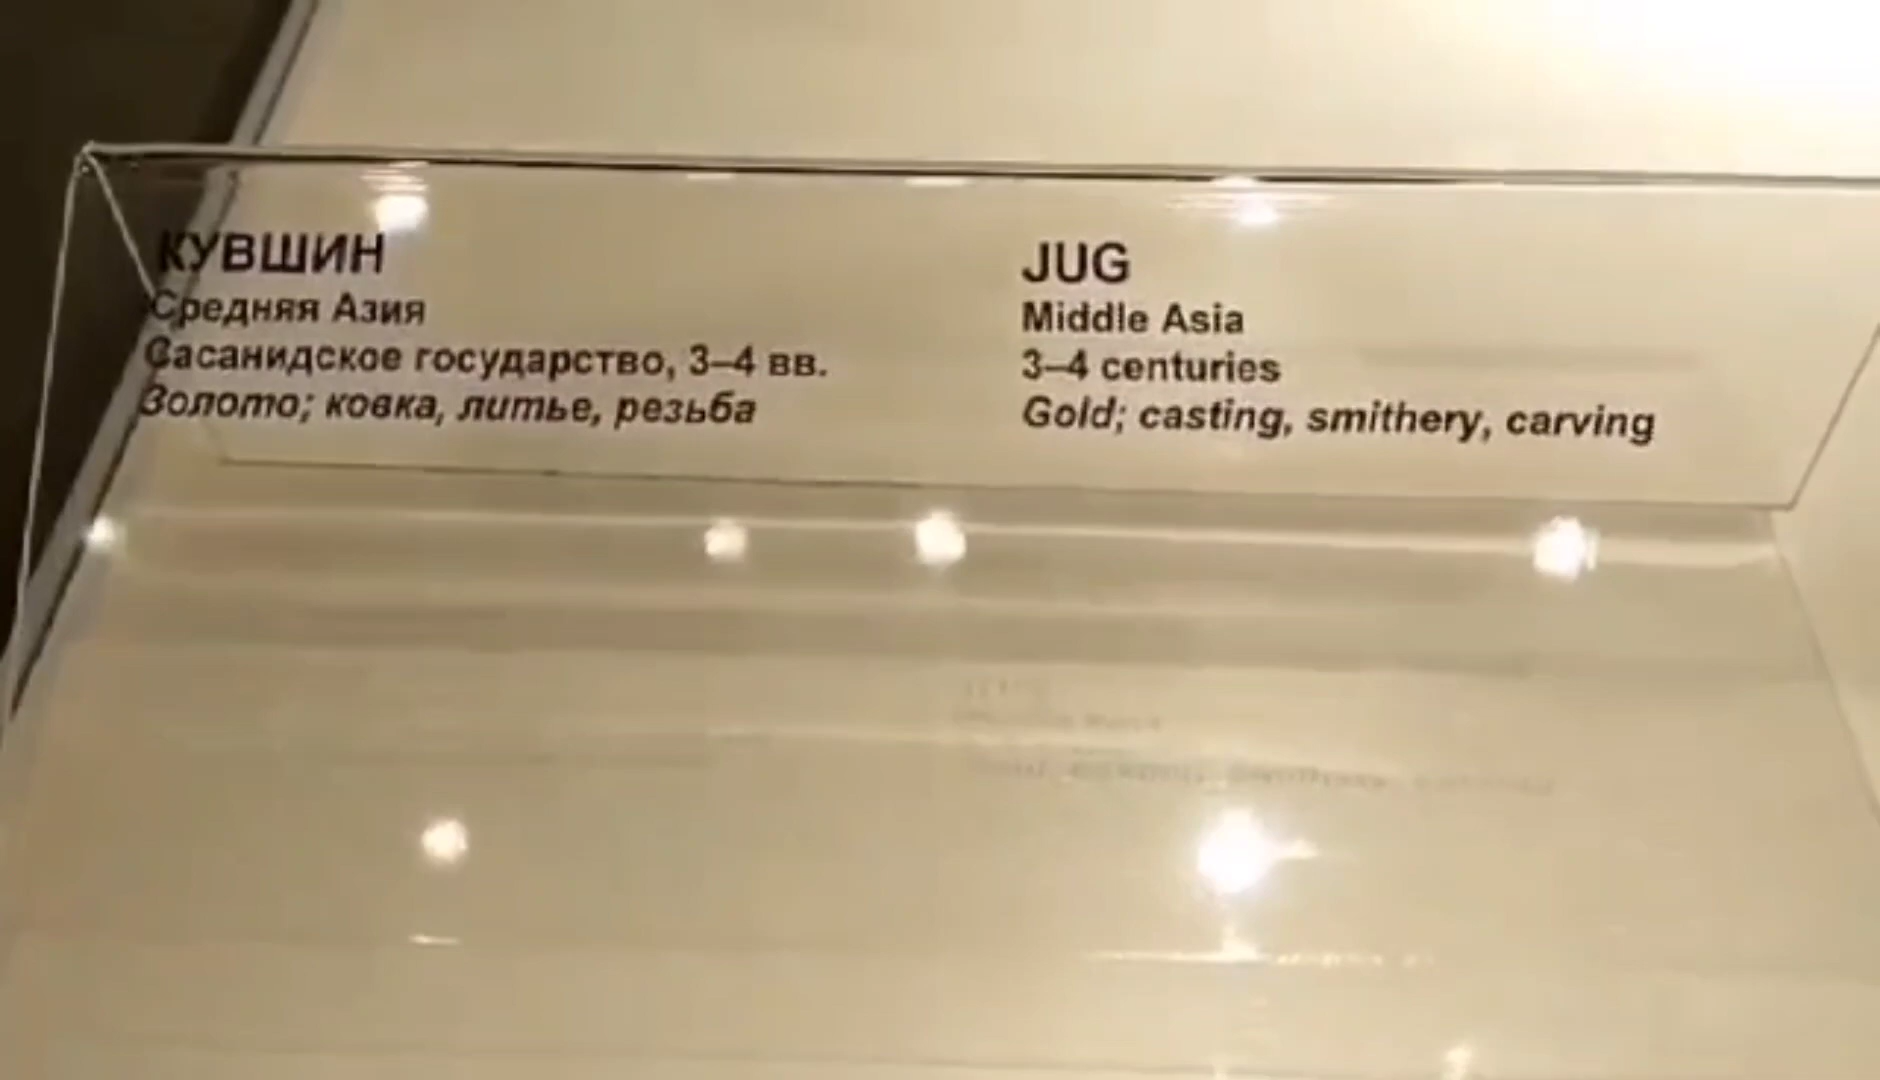 КУВШИН
Средняя Азия
Сасанидское государство, 3–4 вв.
Золото; ковка, литье, резьба
JUG
Middle Asia
3–4 centuries
Gold; casting, smithery, carving